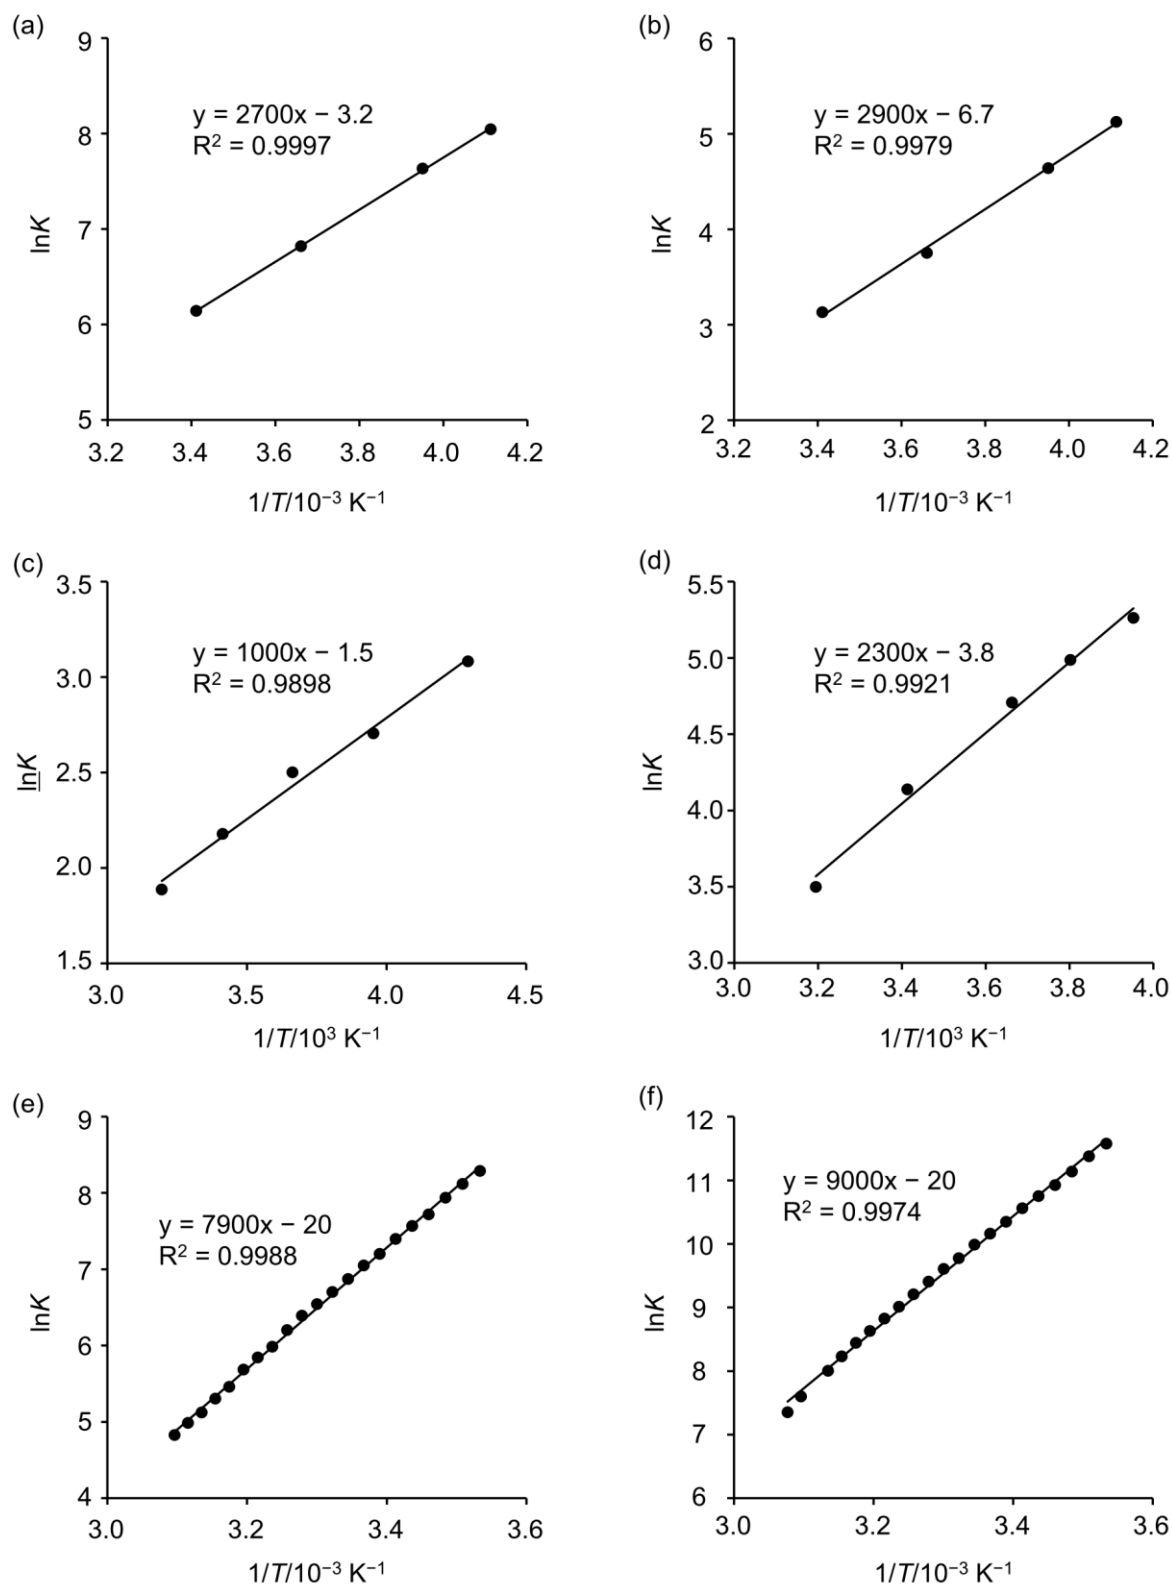 (a)
9
8
7
6
5
lnK
y = 2700x − 3.2
R² = 0.9997
3.2 3.4 3.6 3.8 4.0 4.2
1/T/10⁻³ K⁻¹
(b)
6
5
4
3
2
lnK
y = 2900x − 6.7
R² = 0.9979
3.2 3.4 3.6 3.8 4.0 4.2
1/T/10⁻³ K⁻¹
(c)
3.5
3.0
2.5
2.0
1.5
lnK
y = 1000x − 1.5
R² = 0.9898
3.0 3.5 4.0 4.5
1/T/10³ K⁻¹
(d)
5.5
5.0
4.5
4.0
3.5
3.0
lnK
y = 2300x − 3.8
R² = 0.9921
3.0 3.2 3.4 3.6 3.8 4.0
1/T/10³ K⁻¹
(e)
9
8
7
6
5
4
lnK
y = 7900x − 20
R² = 0.9988
3.0 3.2 3.4 3.6
1/T/10⁻³ K⁻¹
(f)
12
11
10
9
8
7
6
lnK
y = 9000x − 20
R² = 0.9974
3.0 3.2 3.4 3.6
1/T/10⁻³ K⁻¹